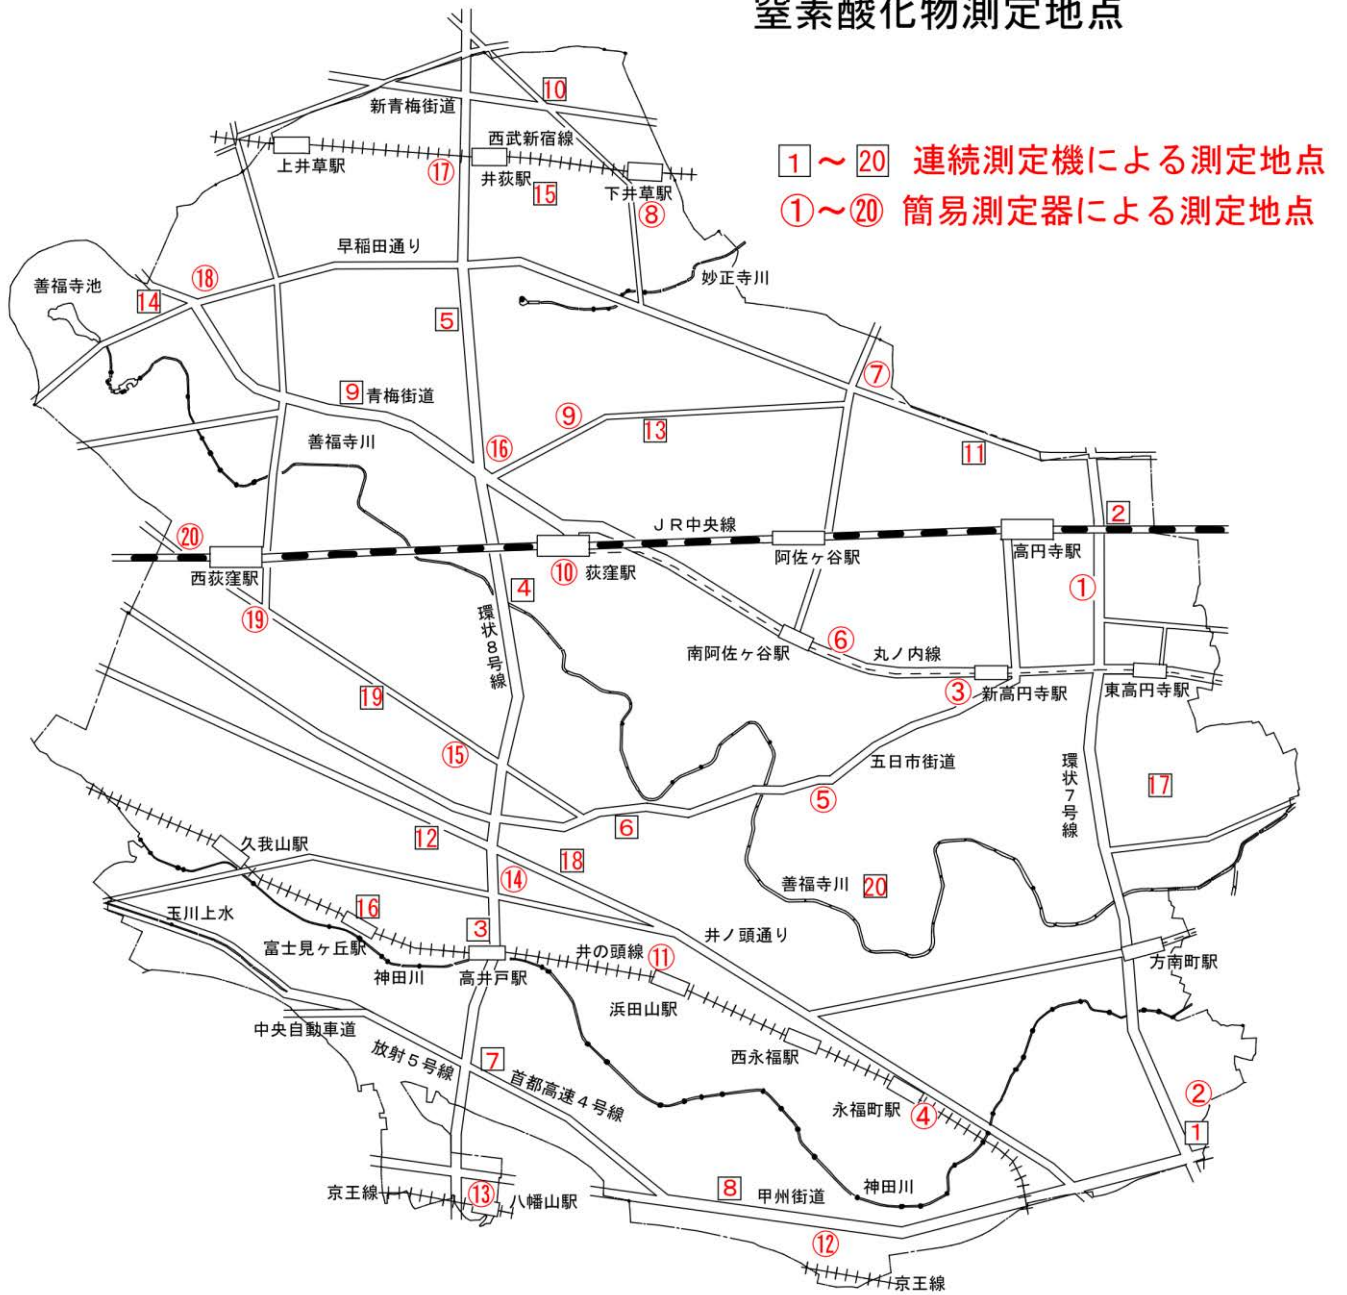 窒素酸化物測定地点
10
新青梅街道
西武新宿線
1～20 連続測定機による測定地点
上井草駅
⑰
井荻駅
15
下井草駅
①～⑳ 簡易測定器による測定地点
⑧
早稲田通り
⑱
妙正寺川
善福寺池
14
5
⑦
9
青梅街道
⑨
13
善福寺川
⑯
11
2
JR中央線
⑳
高円寺駅
阿佐ヶ谷駅
西荻窪駅
⑩
荻窪駅
4
①
⑲
環状8号線
⑥
南阿佐ヶ谷駅
丸ノ内線
③
新高円寺駅
東高円寺駅
19
⑮
五日市街道
環状7号線
17
⑤
6
12
久我山駅
18
⑭
善福寺川
20
16
玉川上水
3
井ノ頭通り
富士見ヶ丘駅
井の頭線
⑪
方南町駅
神田川
高井戸駅
浜田山駅
中央自動車道
放射5号線
7
西永福駅
首都高速4号線
②
永福町駅
④
1
京王線
⑬
八幡山駅
8
甲州街道
神田川
⑫
京王線